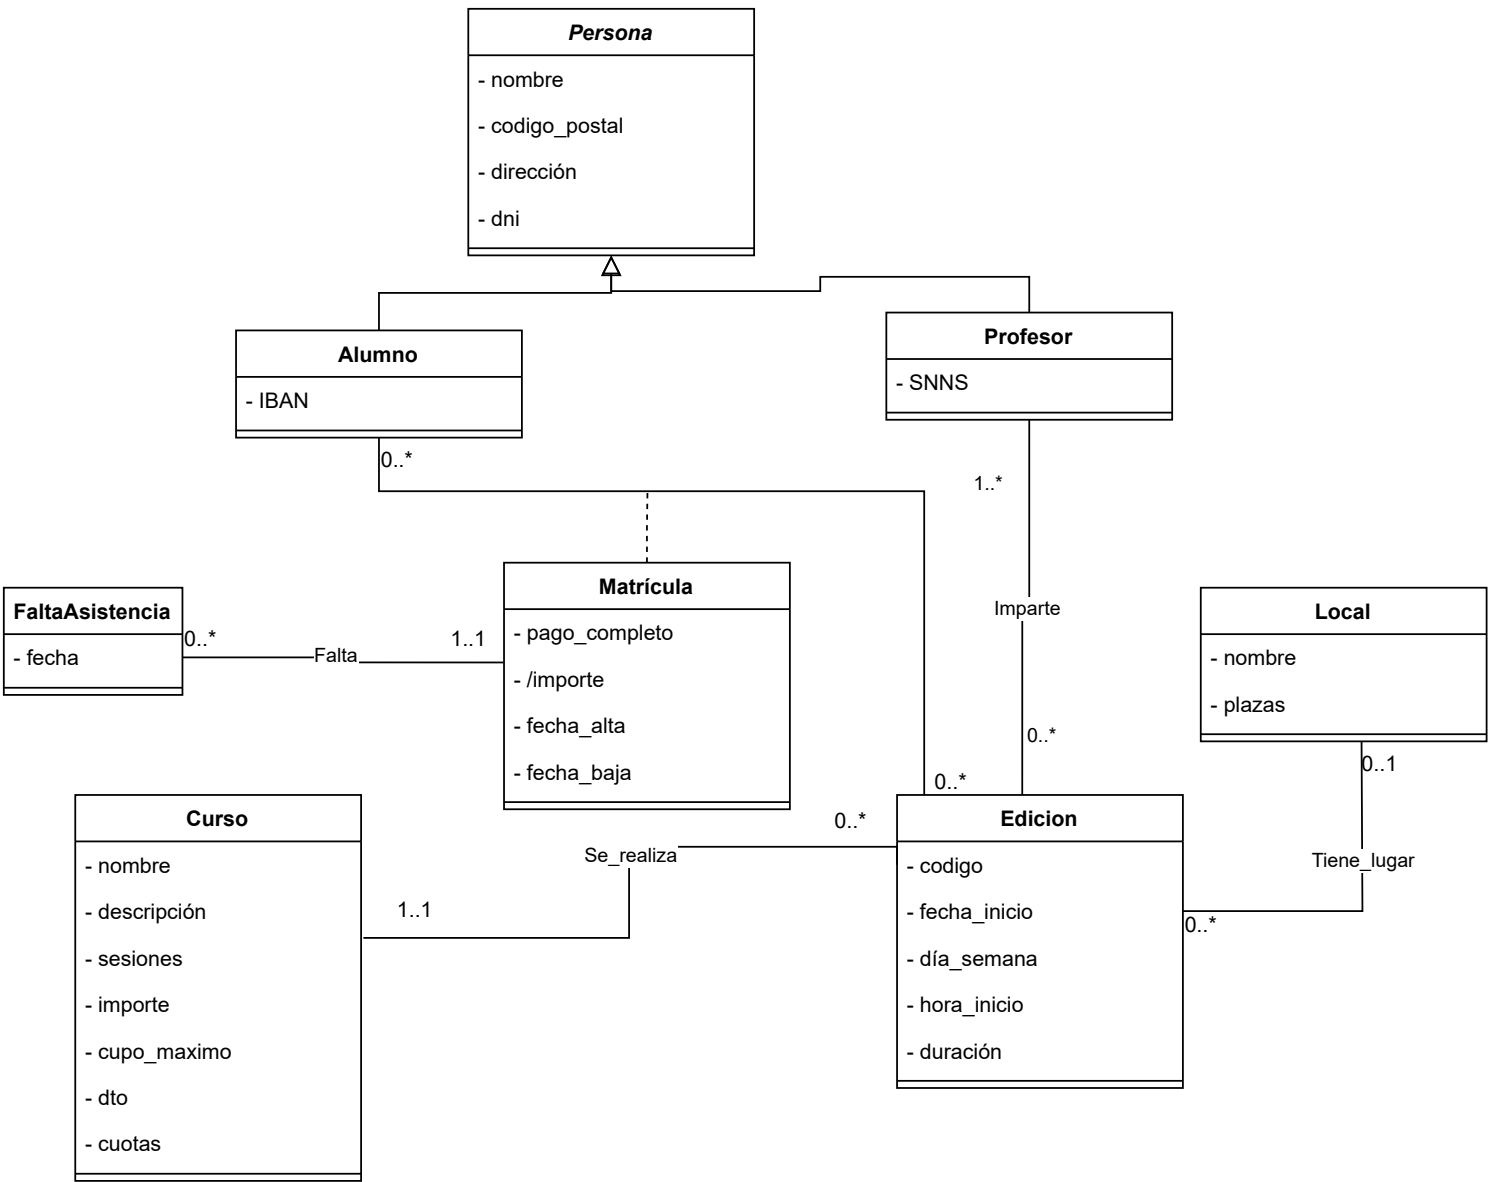 Persona
- nombre
- codigo_postal
- dirección
- dni
Alumno
- IBAN
0..*
Profesor
- SNNS
1..*
Imparte
0..*
FaltaAsistencia
- fecha
0..*
Falta
1..1
Matrícula
- pago_completo
- /importe
- fecha_alta
- fecha_baja
Local
- nombre
- plazas
0..1
Tiene_lugar
0..*
Curso
- nombre
- descripción
- sesiones
- importe
- cupo_maximo
- dto
- cuotas
1..1
Se_realiza
0..*
0..*
Edicion
- codigo
- fecha_inicio
- día_semana
- hora_inicio
- duración